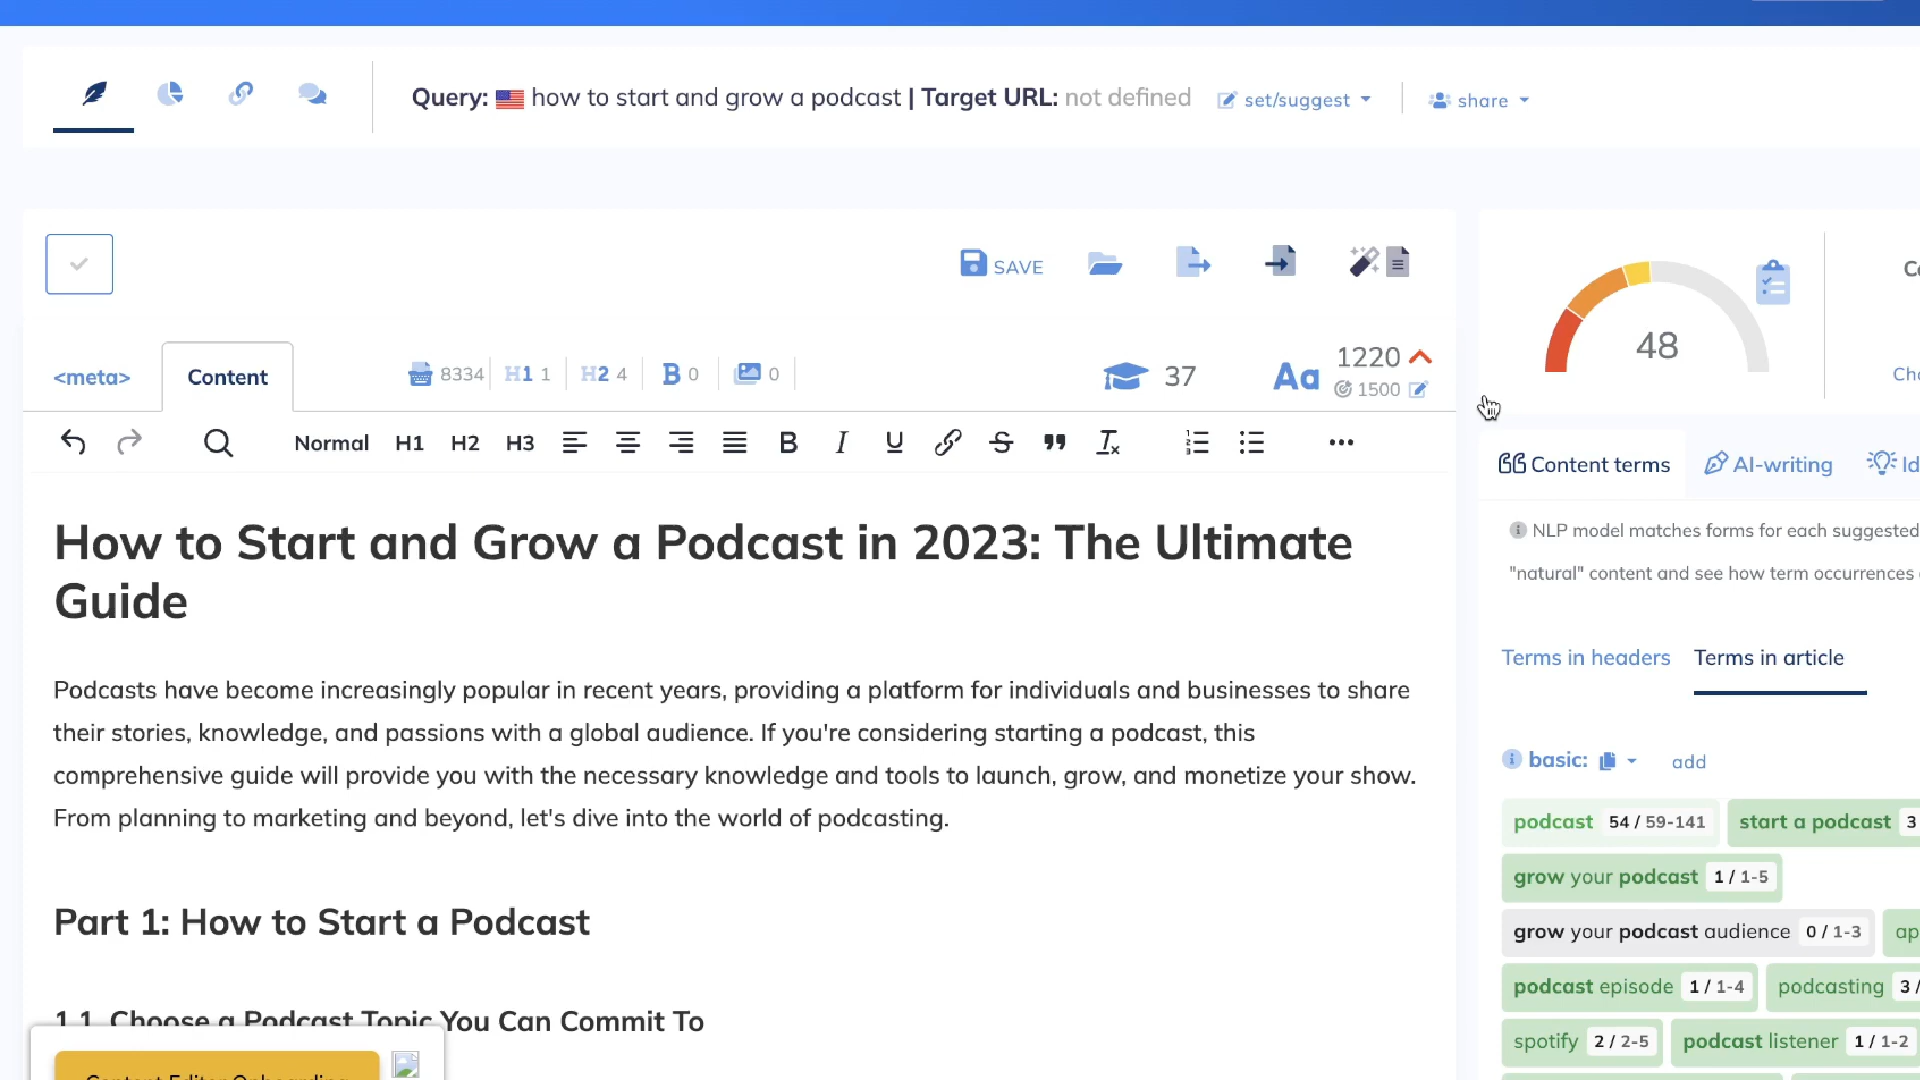 Query: how to start and grow a podcast | Target URL: not defined set/suggest share
SAVE
48
<meta> Content 8334 H1 1 H2 4 B 0 0 37 Aa 1220
1500
Normal H1 H2 H3 B I U S Tx
Content terms AI-writing
NLP model matches forms for each suggested
"natural" content and see how term occurrences
How to Start and Grow a Podcast in 2023: The Ultimate
Guide
Terms in headers Terms in article
Podcasts have become increasingly popular in recent years, providing a platform for individuals and businesses to share
their stories, knowledge, and passions with a global audience. If you're considering starting a podcast, this
comprehensive guide will provide you with the necessary knowledge and tools to launch, grow, and monetize your show.
From planning to marketing and beyond, let's dive into the world of podcasting.
basic: add
podcast 54 / 59-141 start a podcast 3
grow your podcast 1 / 1-5
grow your podcast audience 0 / 1-3 ap
podcast episode 1 / 1-4 podcasting 3 /
spotify 2 / 2-5 podcast listener 1 / 1-2
Part 1: How to Start a Podcast
1.1. Choose a Podcast Topic You Can Commit To
Content Editor Onboarding